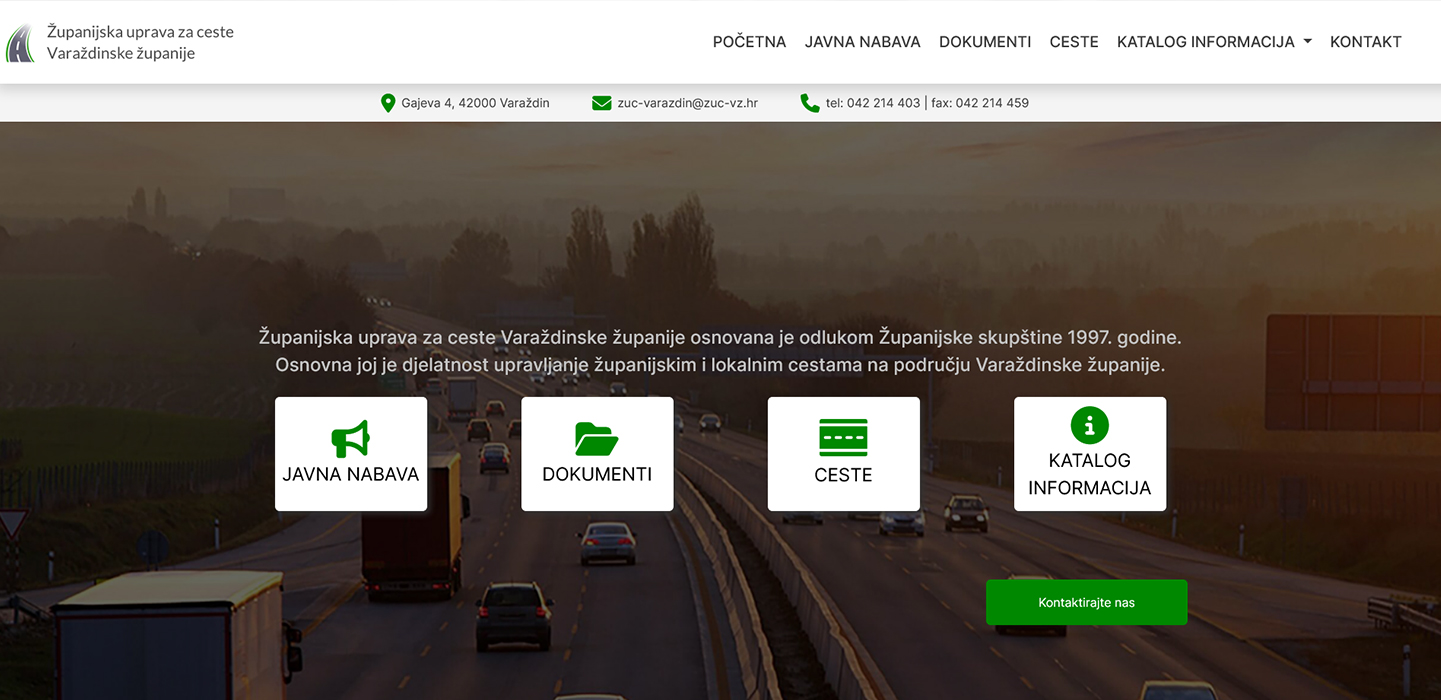 Županijska uprava za ceste
Varaždinske županije
POČETNA JAVNA NABAVA DOKUMENTI CESTE KATALOG INFORMACIJA KONTAKT
Gajeva 4, 42000 Varaždin zuc-varazdin@zuc-vz.hr tel: 042 214 403 | fax: 042 214 459
Županijska uprava za ceste Varaždinske županije osnovana je odlukom Županijske skupštine 1997. godine.
Osnovna joj je djelatnost upravljanje županijskim i lokalnim cestama na području Varaždinske županije.
JAVNA NABAVA
DOKUMENTI
CESTE
KATALOG
INFORMACIJA
Kontaktirajte nas